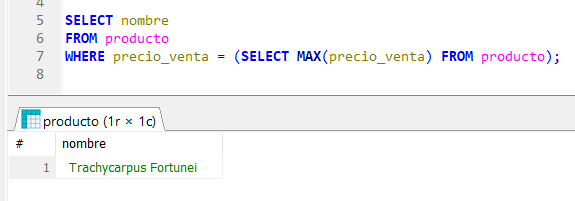 4
5 SELECT nombre
6 FROM producto
7 WHERE precio_venta = (SELECT MAX(precio_venta) FROM producto);
8
producto (1r × 1c)
# nombre
1 Trachycarpus Fortunei